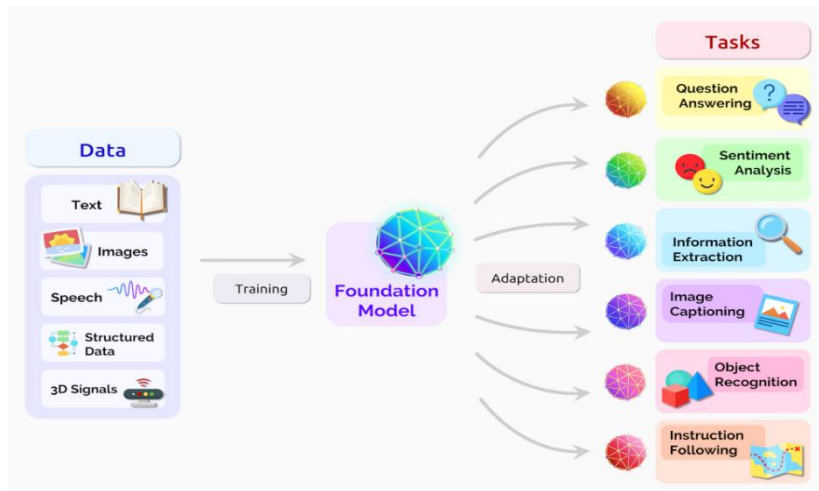 Data
Text
Images
Speech
Structured
Data
3D Signals
Training
Foundation
Model
Adaptation
Tasks
Question
Answering
?
Sentiment
Analysis
Information
Extraction
Image
Captioning
Object
Recognition
Instruction
Following